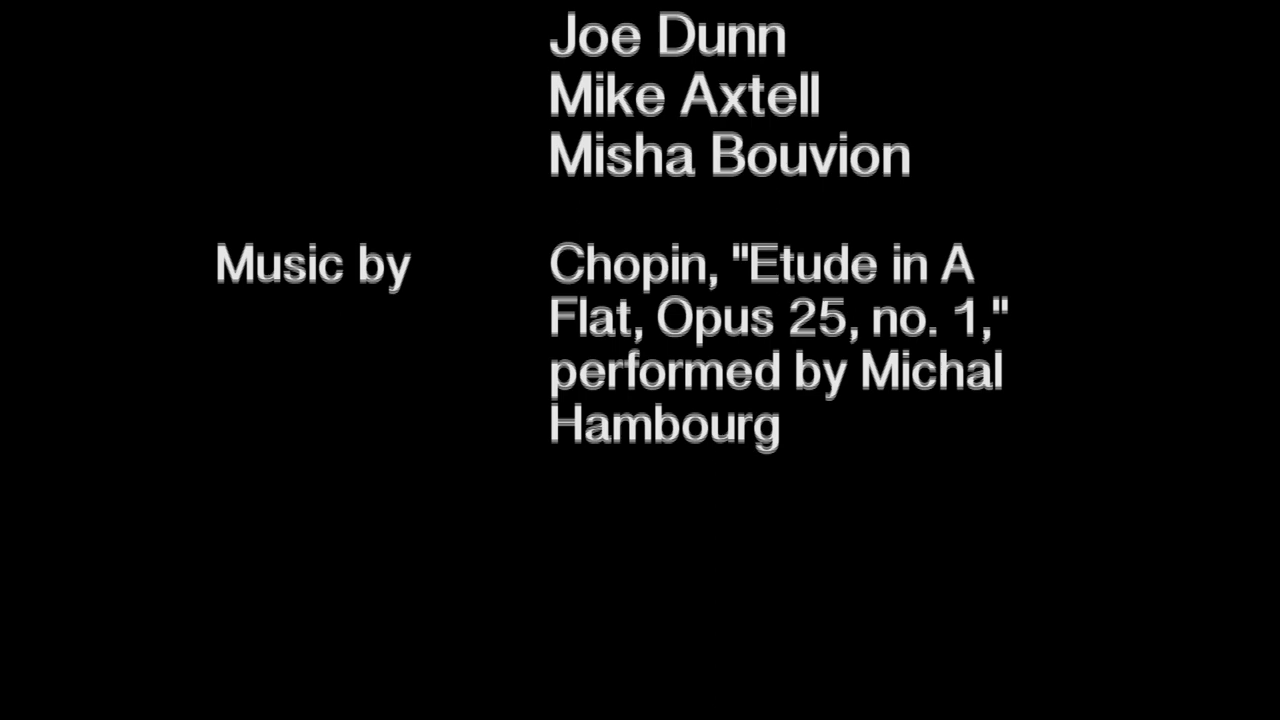 Joe Dunn
Mike Axtell
Misha Bouvion
Music by Chopin, "Etude in A
Flat, Opus 25, no. 1,"
performed by Michal
Hambourg